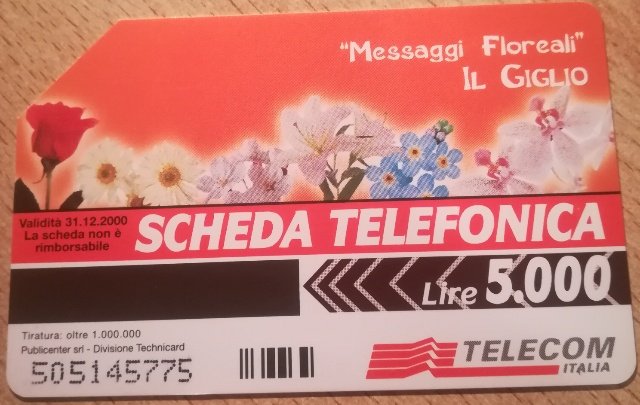 "Messaggi Floreali"
IL GIGLIO
Validità 31.12.2000
La scheda non è
rimborsabile
SCHEDA TELEFONICA
Lire 5.000
Tiratura: oltre 1.000.000
Publicenter srl - Divisione Technicard
505145775
TELECOM
ITALIA